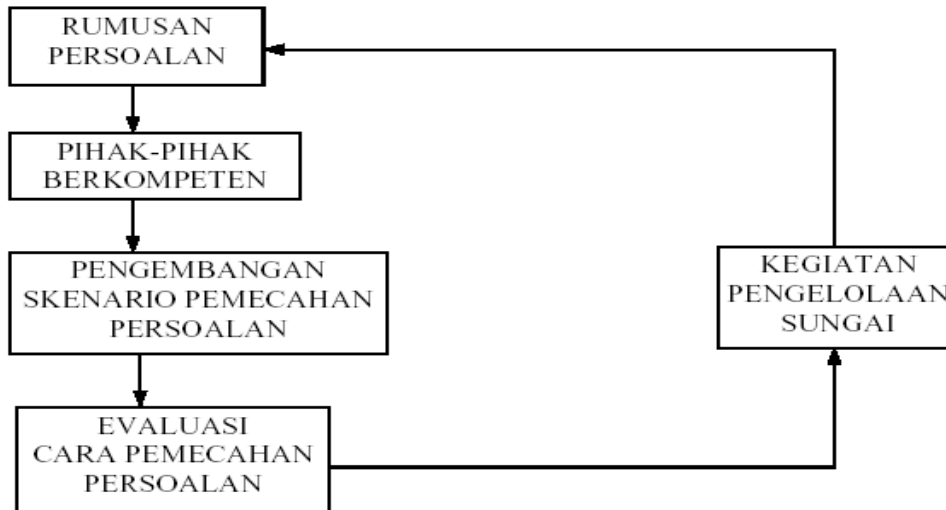 RUMUSAN
PERSOALAN
PIHAK-PIHAK
BERKOMPETEN
PENGEMBANGAN
SKENARIO PEMECAHAN
PERSOALAN
EVALUASI
CARA PEMECAHAN
PERSOALAN
KEGIATAN
PENGELOLAAN
SUNGAI